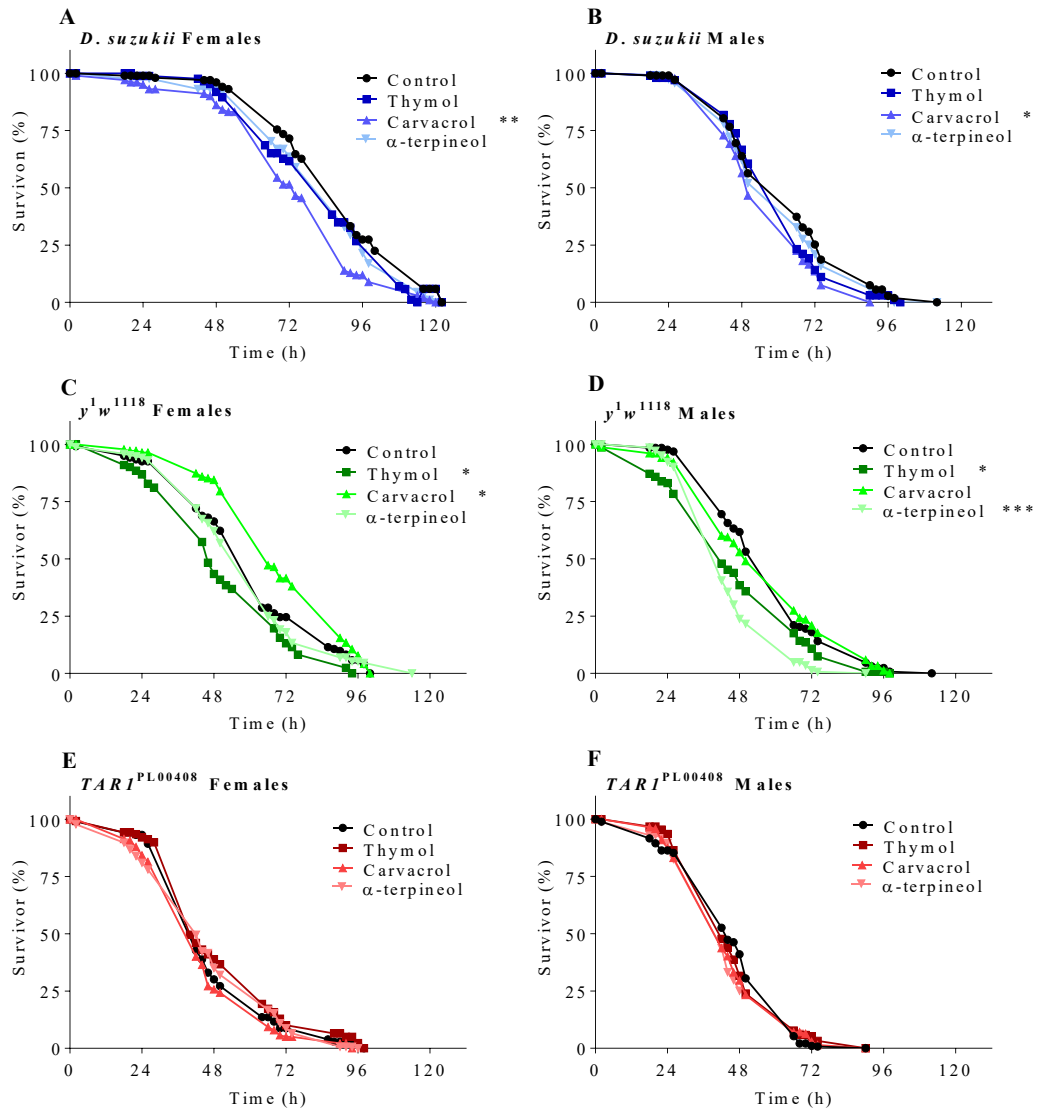 A
D. suzukii Females
100
75
50
25
0
Survivon (%)
0 24 48 72 96 120
Time (h)
Control
Thymol
Carvacrol **
α-terpineol
B
D. suzukii Males
100
75
50
25
0
Survivor (%)
0 24 48 72 96 120
Time (h)
Control
Thymol
Carvacrol *
α-terpineol
C
y¹w¹¹¹⁸ Females
100
75
50
25
0
Survivor (%)
0 24 48 72 96 120
Time (h)
Control
Thymol *
Carvacrol *
α-terpineol
D
y¹w¹¹¹⁸ Males
100
75
50
25
0
Survivor (%)
0 24 48 72 96 120
Time (h)
Control
Thymol *
Carvacrol
α-terpineol ***
E
TAR1ᴾᴸ⁰⁰⁴⁰⁸ Females
100
75
50
25
0
Survivor (%)
0 24 48 72 96 120
Time (h)
Control
Thymol
Carvacrol
α-terpineol
F
TAR1ᴾᴸ⁰⁰⁴⁰⁸ Males
100
75
50
25
0
Survivor (%)
0 24 48 72 96 120
Time (h)
Control
Thymol
Carvacrol
α-terpineol